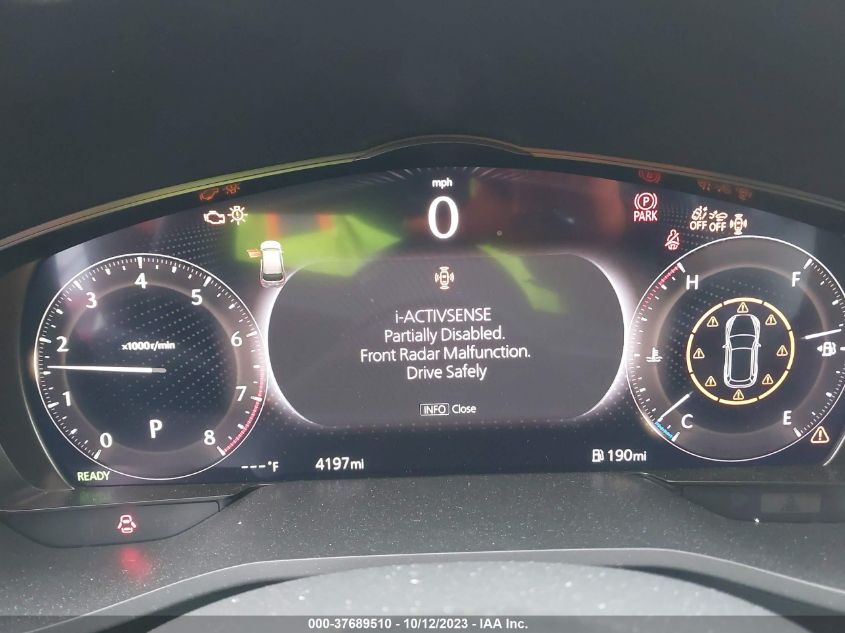 mph
0
P
PARK
OFF OFF
0
1
2
3
4
5
6
7
8
x1000r/min
P
i-ACTIVSENSE
Partially Disabled.
Front Radar Malfunction.
Drive Safely
INFO Close
H
F
C
E
READY
---°F
4197mi
190mi
000-37689510 - 10/12/2023 - IAA Inc.